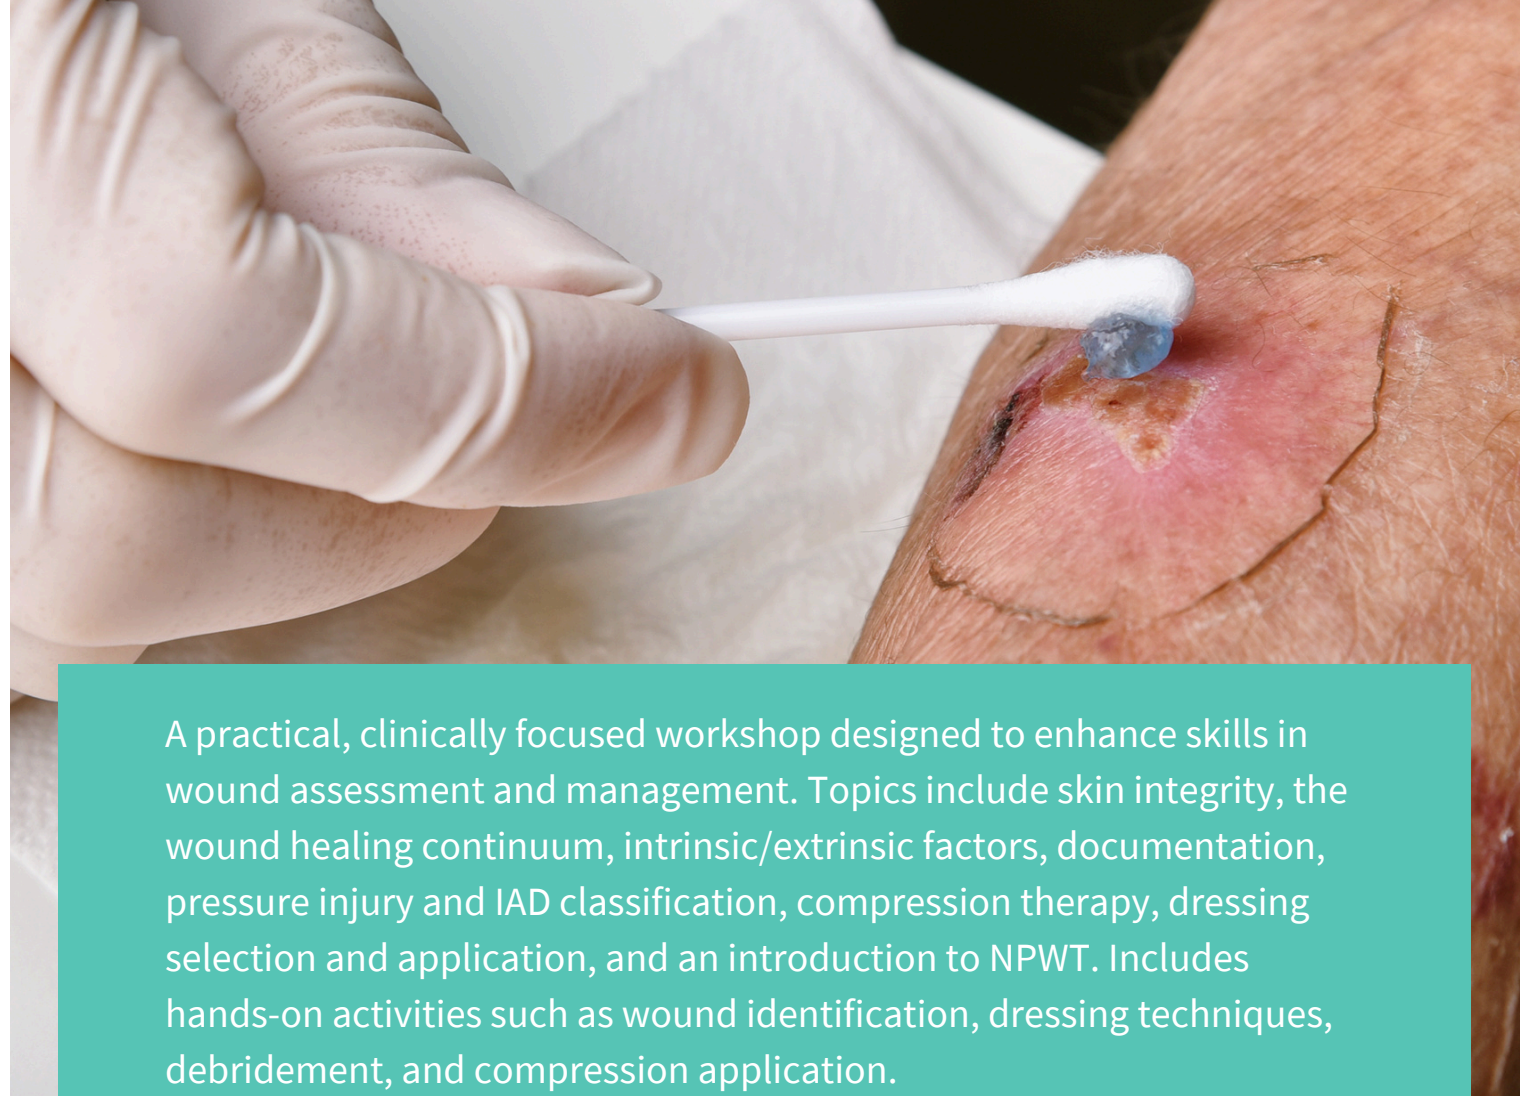 A practical, clinically focused workshop designed to enhance skills in
wound assessment and management. Topics include skin integrity, the
wound healing continuum, intrinsic/extrinsic factors, documentation,
pressure injury and IAD classification, compression therapy, dressing
selection and application, and an introduction to NPWT. Includes
hands-on activities such as wound identification, dressing techniques,
debridement, and compression application.